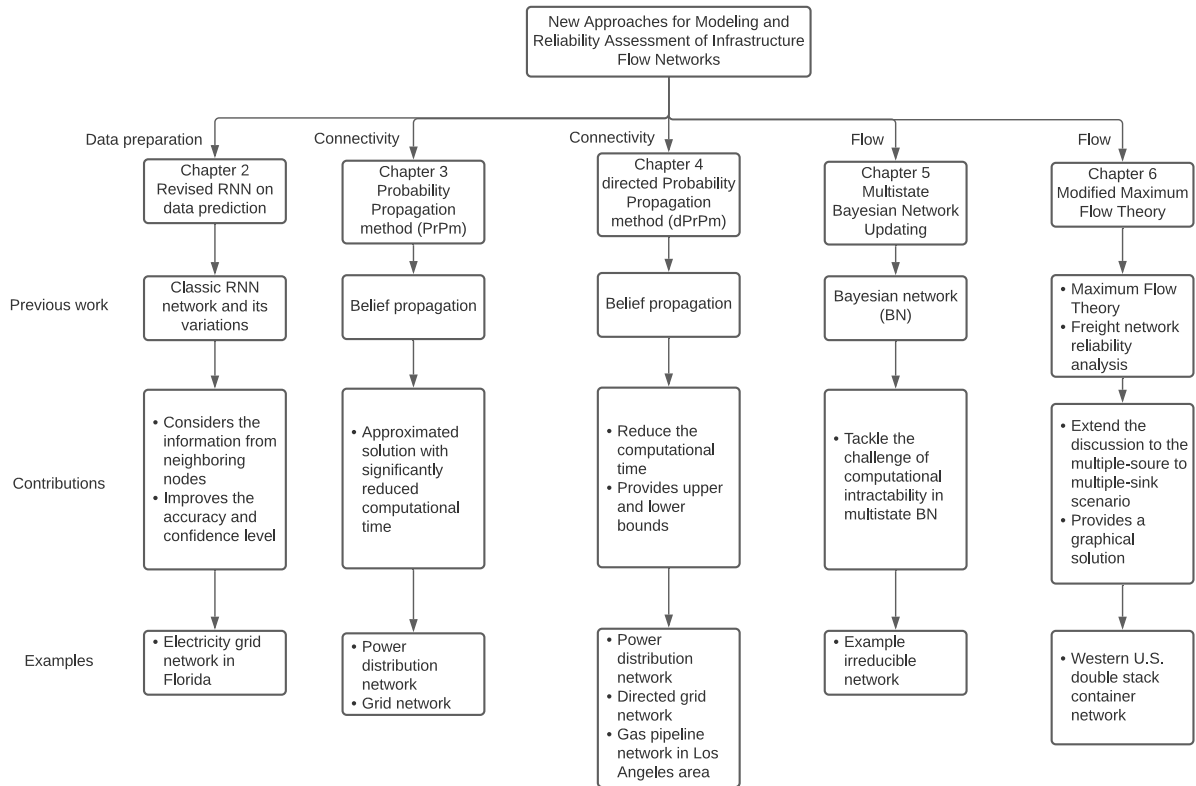 New Approaches for Modeling and
Reliability Assessment of Infrastructure
Flow Networks
Data preparation
Connectivity
Connectivity
Flow
Flow
Chapter 2
Revised RNN on
data prediction
Chapter 3
Probability
Propagation
method (PrPm)
Chapter 4
directed Probability
Propagation
method (dPrPm)
Chapter 5
Multistate
Bayesian Network
Updating
Chapter 6
Modified Maximum
Flow Theory
Previous work
Classic RNN
network and its
variations
Belief propagation
Belief propagation
Bayesian network
(BN)
• Maximum Flow
Theory
• Freight network
reliability
analysis
Contributions
• Considers the
information from
neighboring
nodes
• Improves the
accuracy and
confidence level
• Approximated
solution with
significantly
reduced
computational
time
• Reduce the
computational
time
• Provides upper
and lower
bounds
• Tackle the
challenge of
computational
intractability in
multistate BN
• Extend the
discussion to the
multiple-soure to
multiple-sink
scenario
• Provides a
graphical
solution
Examples
• Electricity grid
network in
Florida
• Power
distribution
network
• Grid network
• Power
distribution
network
• Directed grid
network
• Gas pipeline
network in Los
Angeles area
• Example
irreducible
network
• Western U.S.
double stack
container
network